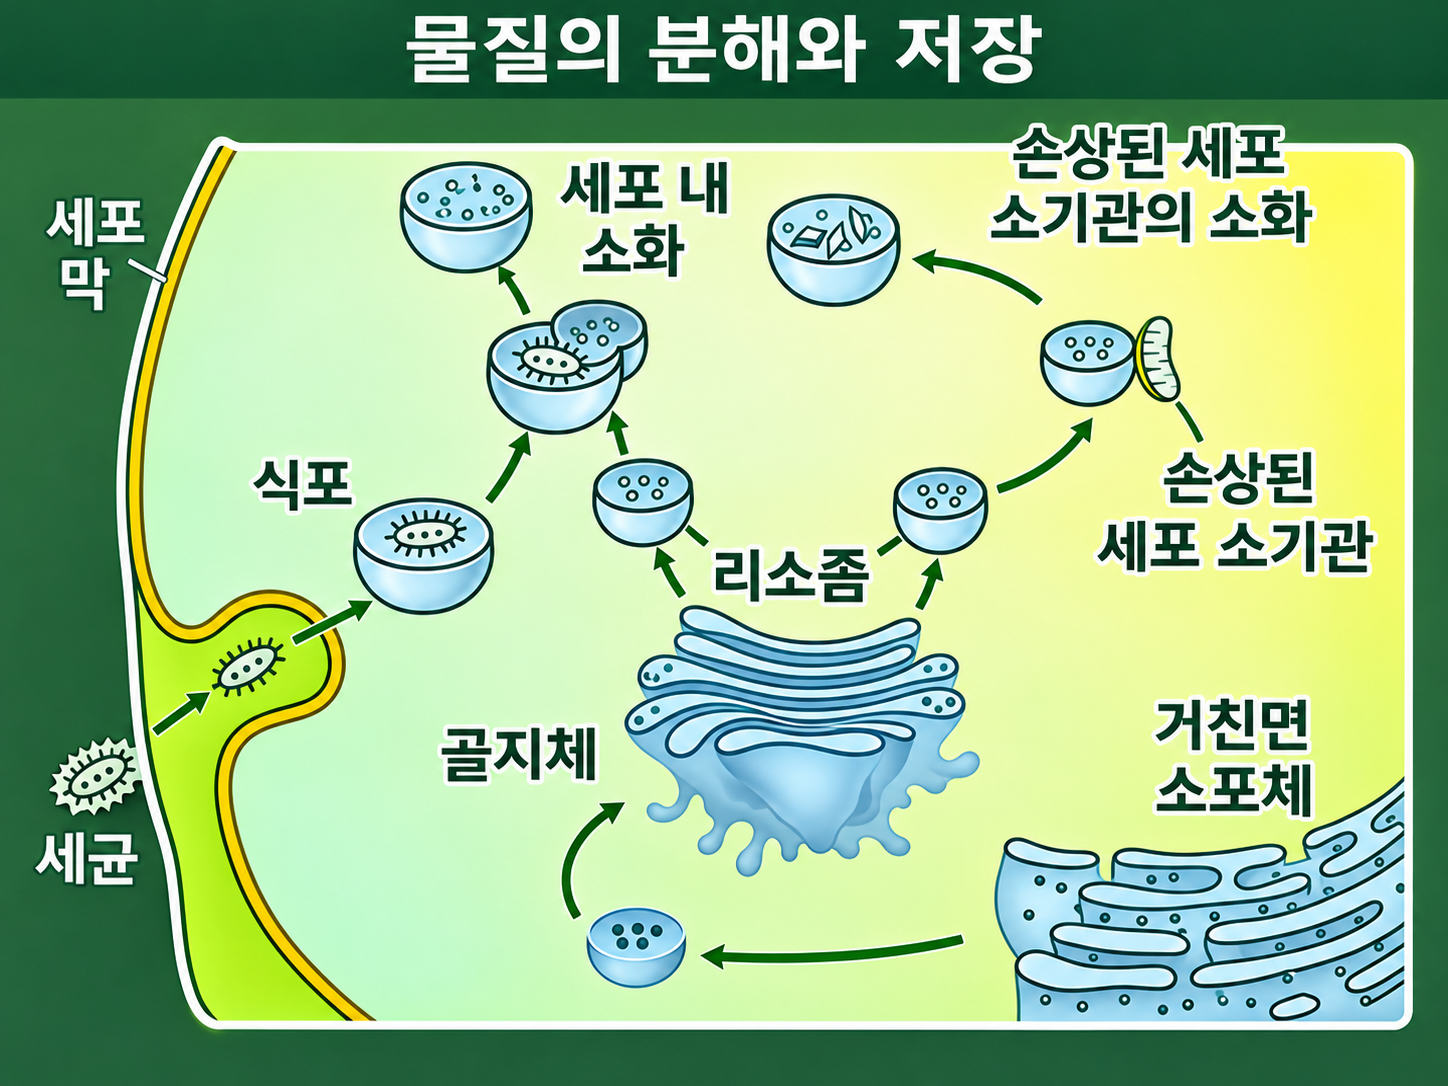 물질의 분해와 저장
세포
막
세포 내
소화
손상된 세포
소기관의 소화
식포
리소좀
손상된
세포 소기관
골지체
거친면
소포체
세균